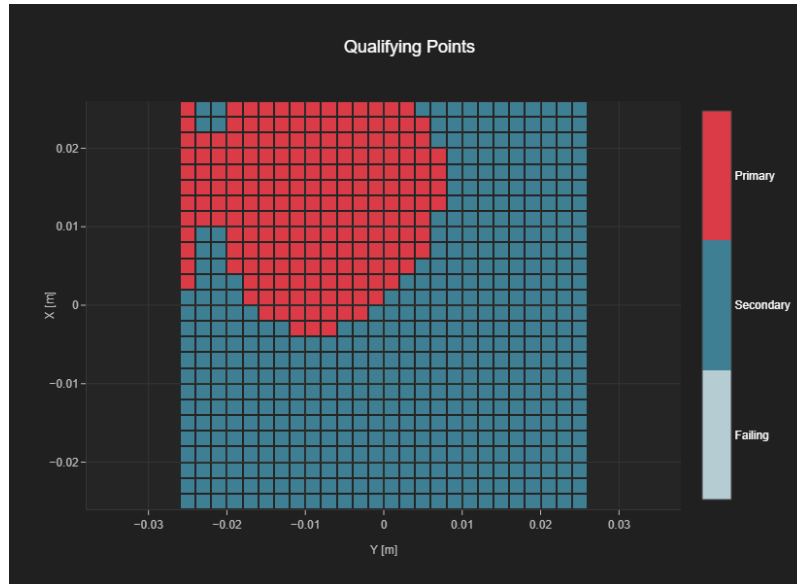 Qualifying Points
X [m]
0.02
0.01
0
−0.01
−0.02
−0.03
−0.02
−0.01
0
0.01
0.02
0.03
Y [m]
Primary
Secondary
Failing